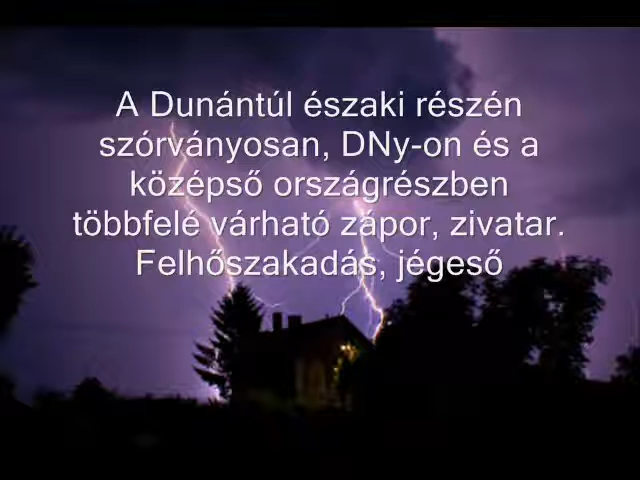 A Dunántúl északi részén
szórványosan, DNy-on és a
középső országrészben
többfelé várható zápor, zivatar.
Felhőszakadás, jégeső